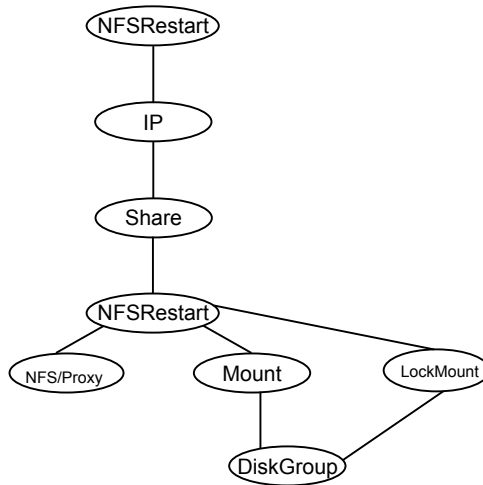 NFSRestart
IP
Share
NFSRestart
NFS/Proxy
Mount
LockMount
DiskGroup